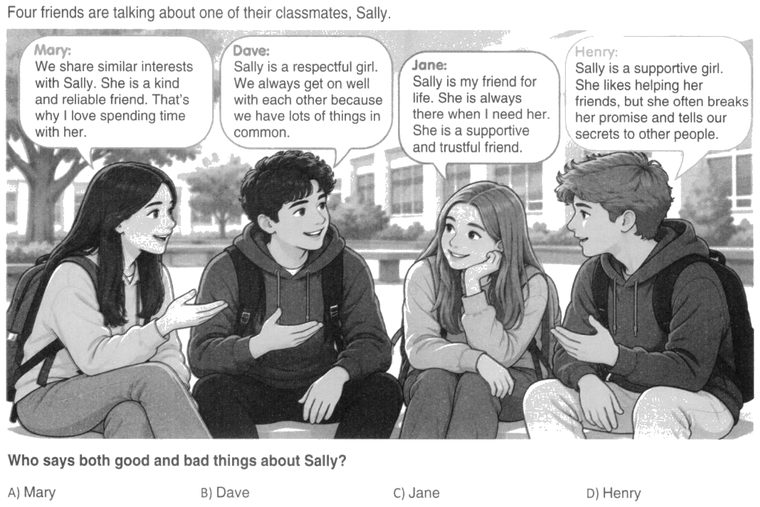 Four friends are talking about one of their classmates, Sally.
Mary:
We share similar interests
with Sally. She is a kind
and reliable friend. That's
why I love spending time
with her.
Dave:
Sally is a respectful girl.
We always get on well
with each other because
we have lots of things in
common.
Jane:
Sally is my friend for
life. She is always
there when I need her.
She is a supportive
and trustful friend.
Henry:
Sally is a supportive girl.
She likes helping her
friends, but she often breaks
her promise and tells our
secrets to other people.
Who says both good and bad things about Sally?
A) Mary
B) Dave
C) Jane
D) Henry